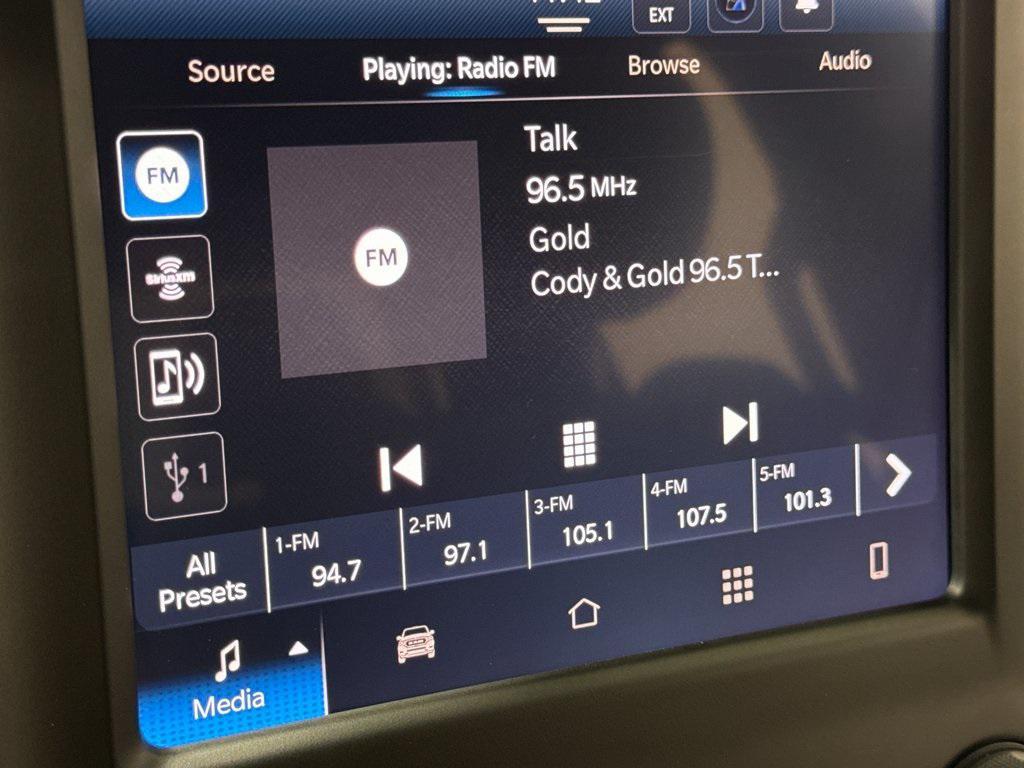 EXT
Source
Playing: Radio FM
Browse
Audio
FM
SiriusXM
1
FM
Talk
96.5 MHz
Gold
Cody & Gold 96.5 T...
All
Presets
1-FM
94.7
2-FM
97.1
3-FM
105.1
4-FM
107.5
5-FM
101.3
Media